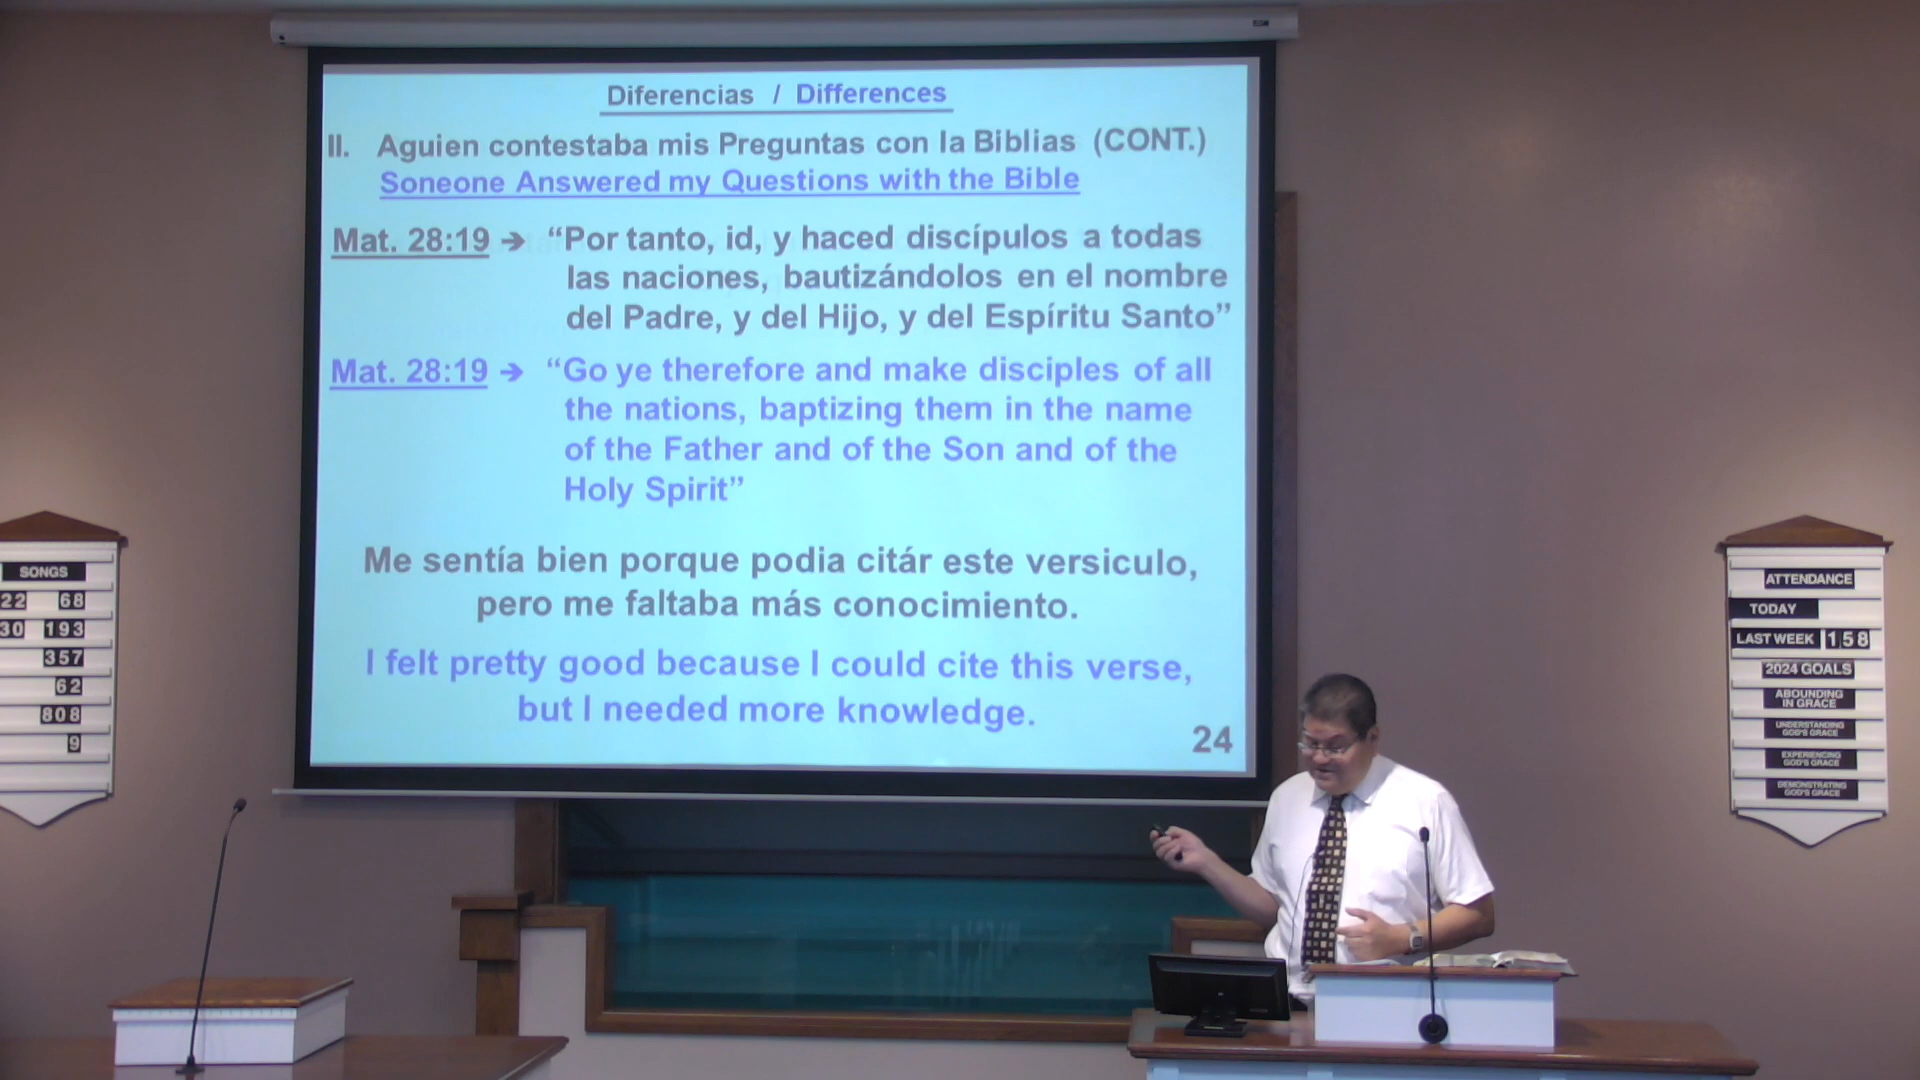 Diferencias / Differences
II. Aguien contestaba mis Preguntas con la Biblias (CONT.)
Soneone Answered my Questions with the Bible
Mat. 28:19 ➔ “Por tanto, id, y haced discípulos a todas
las naciones, bautizándolos en el nombre
del Padre, y del Hijo, y del Espíritu Santo”
Mat. 28:19 ➔ “Go ye therefore and make disciples of all
the nations, baptizing them in the name
of the Father and of the Son and of the
Holy Spirit”
Me sentía bien porque podia citár este versiculo,
pero me faltaba más conocimiento.
I felt pretty good because I could cite this verse,
but I needed more knowledge.
24
SONGS
22 68
30 193
357
62
808
9
ATTENDANCE
TODAY
LAST WEEK 158
2024 GOALS
ABOUNDING
IN GRACE
UNDERSTANDING
GOD'S GRACE
EXPERIENCING
GOD'S GRACE
DEMONSTRATING
GOD'S GRACE